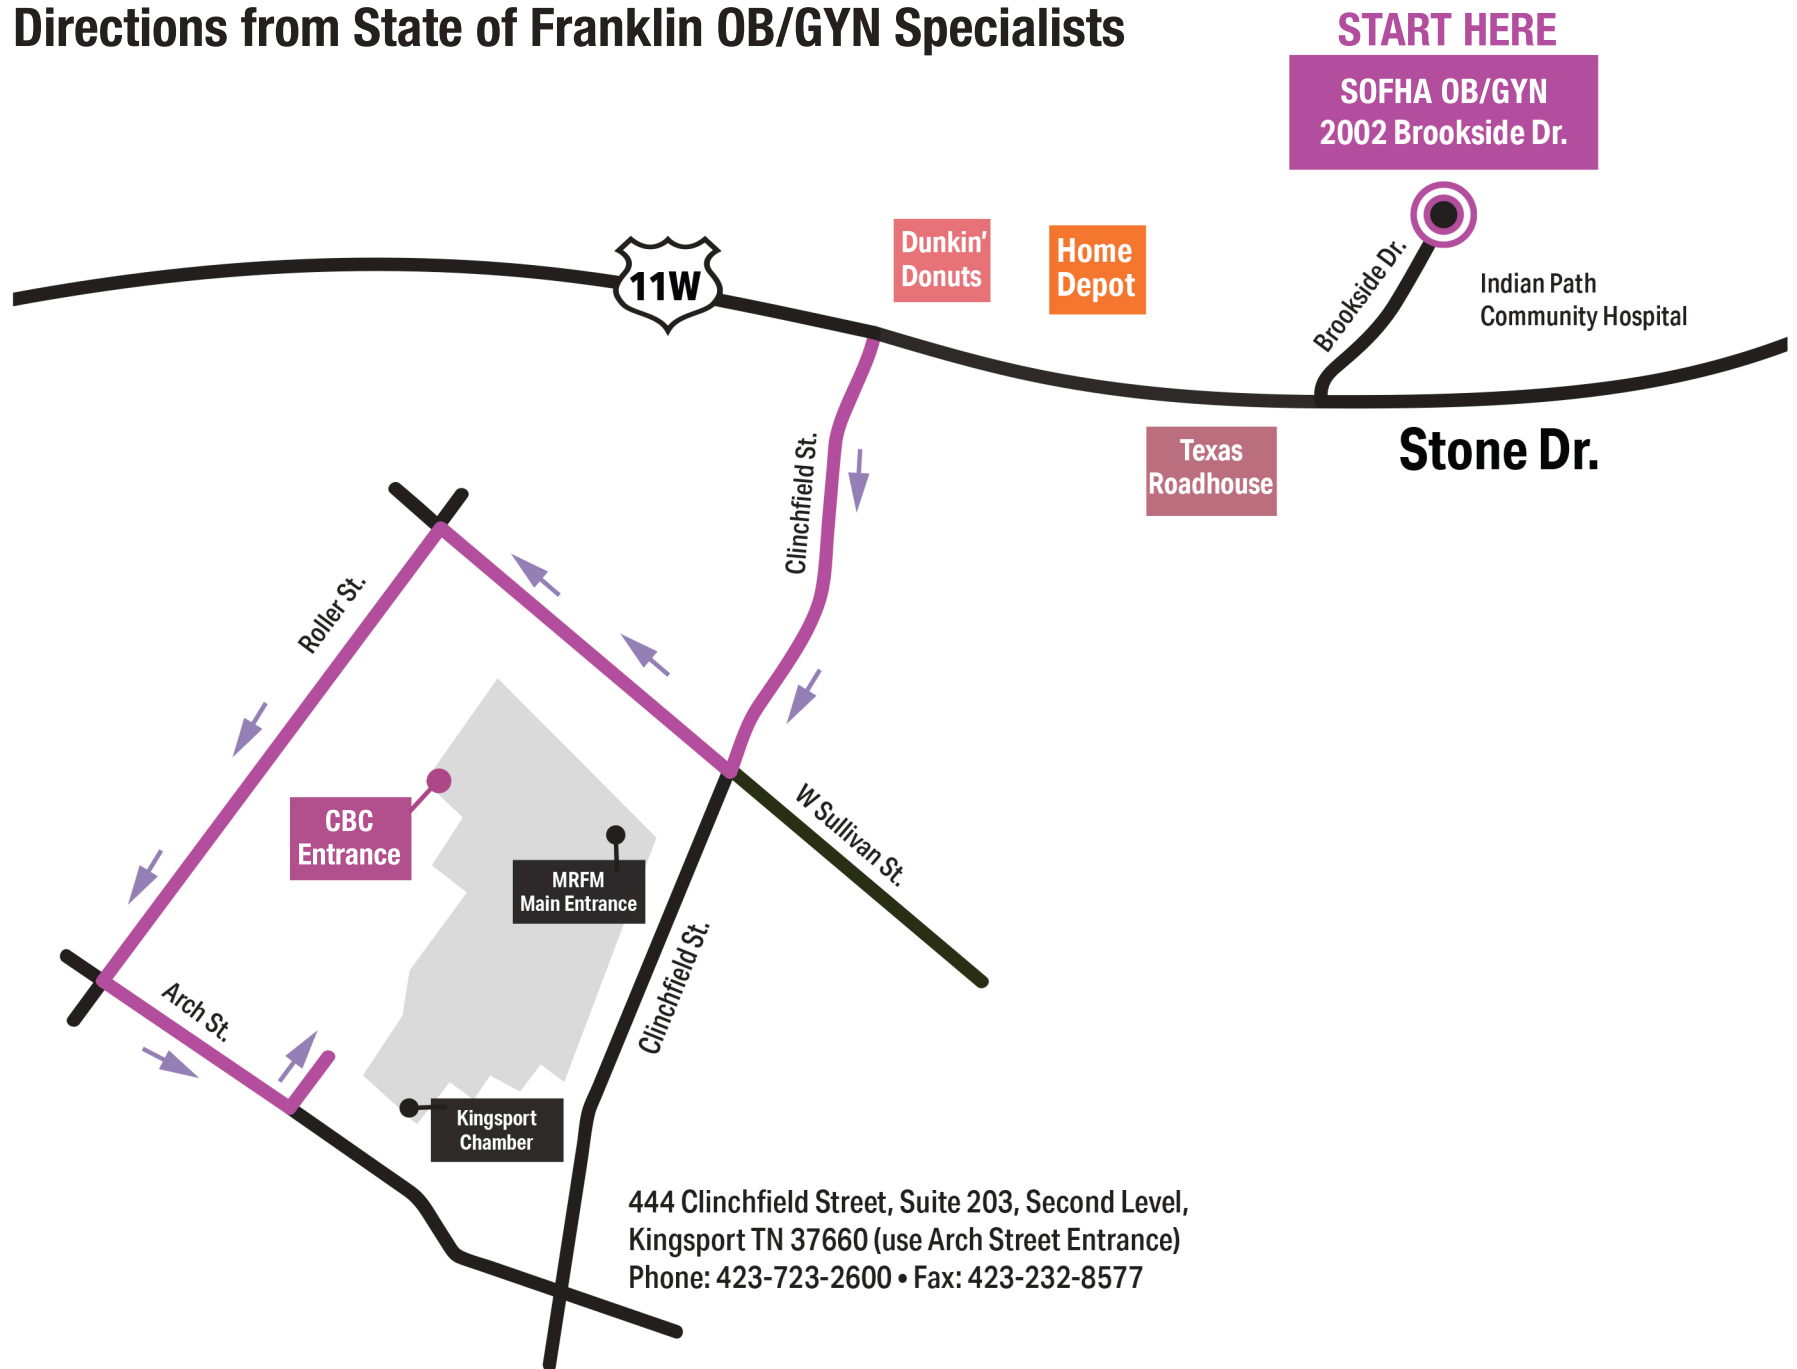 Directions from State of Franklin OB/GYN Specialists
START HERE
SOFHA OB/GYN
2002 Brookside Dr.
11W
Dunkin’
Donuts
Home
Depot
Brookside Dr.
Indian Path
Community Hospital
Texas
Roadhouse
Stone Dr.
Clinchfield St.
Roller St.
W Sullivan St.
CBC
Entrance
MRFM
Main Entrance
Clinchfield St.
Arch St.
Kingsport
Chamber
444 Clinchfield Street, Suite 203, Second Level,
Kingsport TN 37660 (use Arch Street Entrance)
Phone: 423-723-2600 • Fax: 423-232-8577